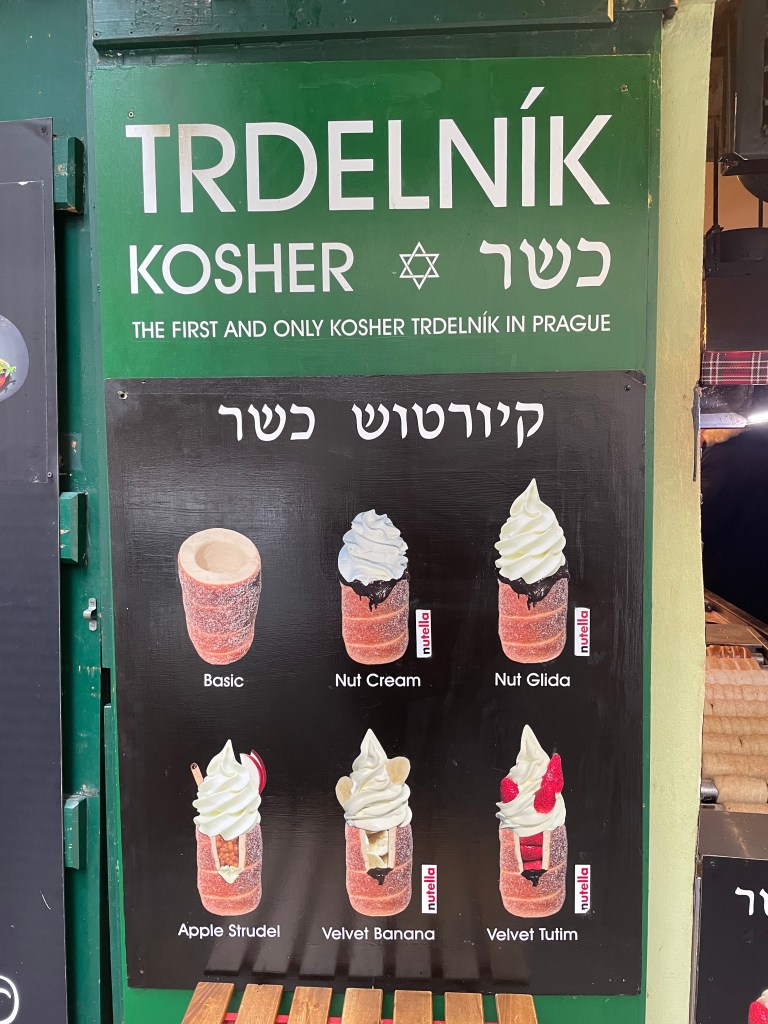 TRDELNÍK
KOSHER ✡ כשר
THE FIRST AND ONLY KOSHER TRDELNÍK IN PRAGUE
קיורטוש כשר
nutella
nutella
Basic
Nut Cream
Nut Glida
nutella
nutella
Apple Strudel
Velvet Banana
Velvet Tutim